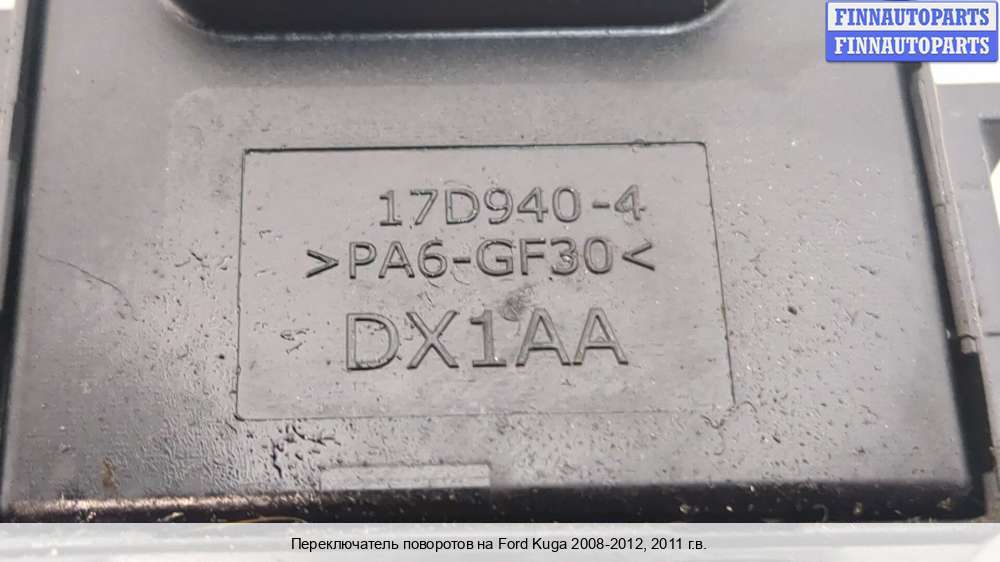 FINNAUTOPARTS
FINNAUTOPARTS
17D940-4
>PA6-GF30<
DX1AA
Переключатель поворотов на Ford Kuga 2008-2012, 2011 г.в.